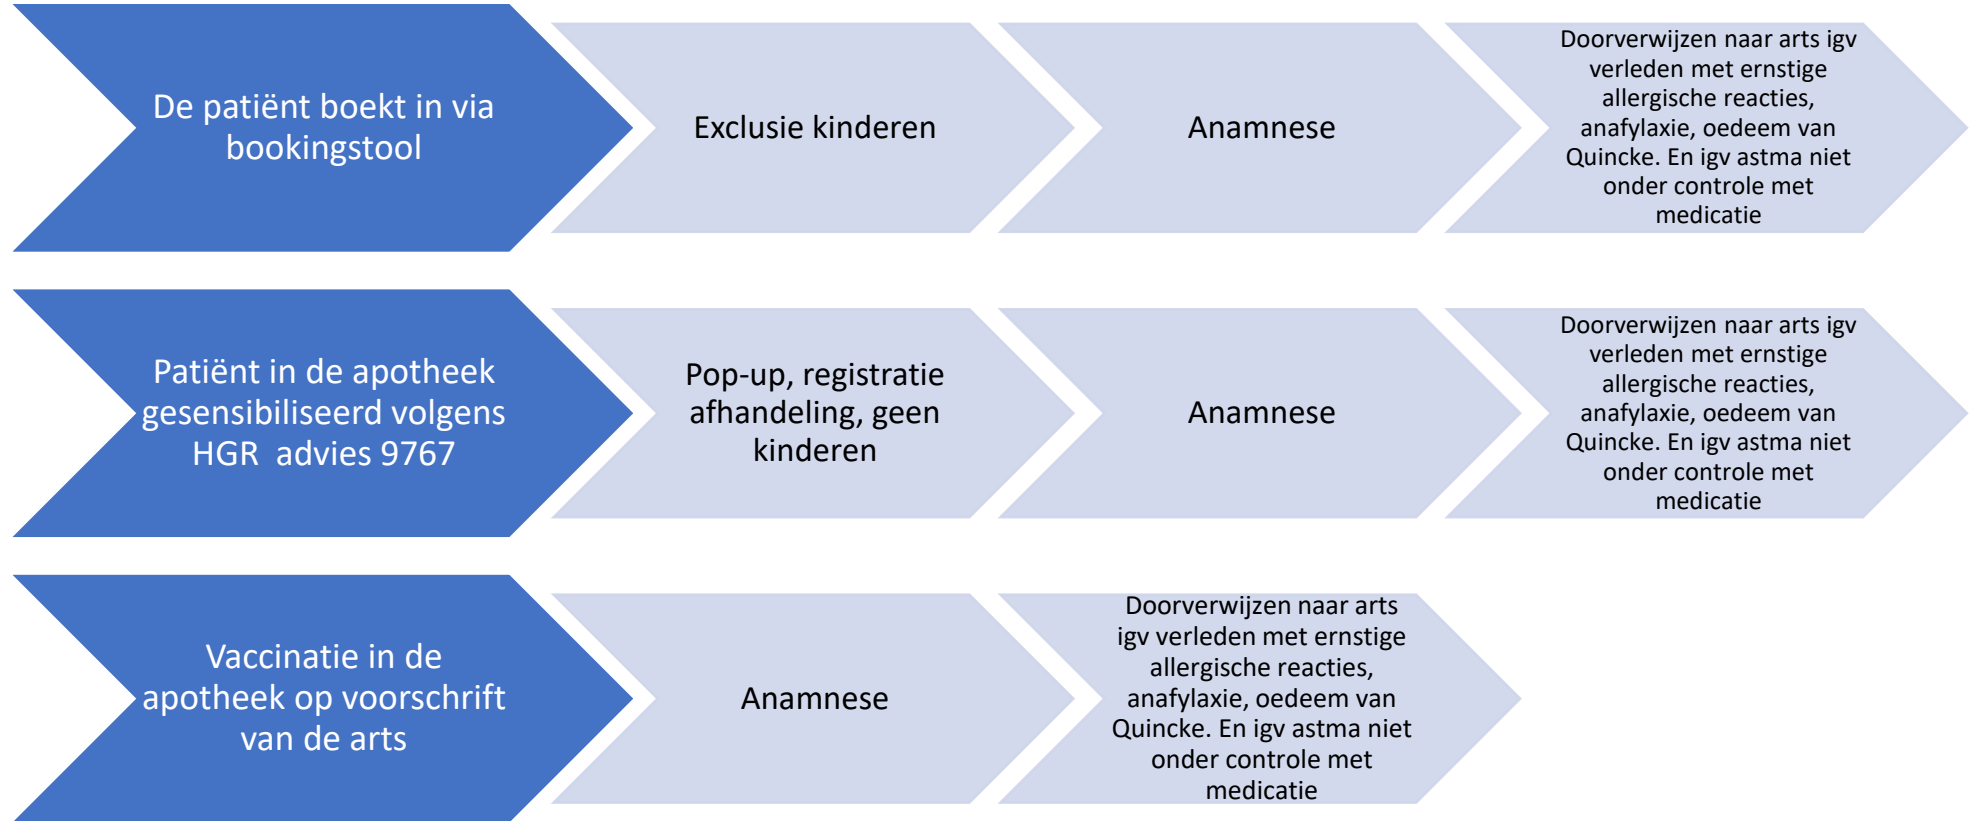 De patiënt boekt in via
bookingstool
Exclusie kinderen
Anamnese
Doorverwijzen naar arts igv
verleden met ernstige
allergische reacties,
anafylaxie, oedeem van
Quincke. En igv astma niet
onder controle met
medicatie
Patiënt in de apotheek
gesensibiliseerd volgens
HGR advies 9767
Pop-up, registratie
afhandeling, geen
kinderen
Anamnese
Doorverwijzen naar arts igv
verleden met ernstige
allergische reacties,
anafylaxie, oedeem van
Quincke. En igv astma niet
onder controle met
medicatie
Vaccinatie in de
apotheek op voorschrift
van de arts
Anamnese
Doorverwijzen naar arts
igv verleden met ernstige
allergische reacties,
anafylaxie, oedeem van
Quincke. En igv astma niet
onder controle met
medicatie